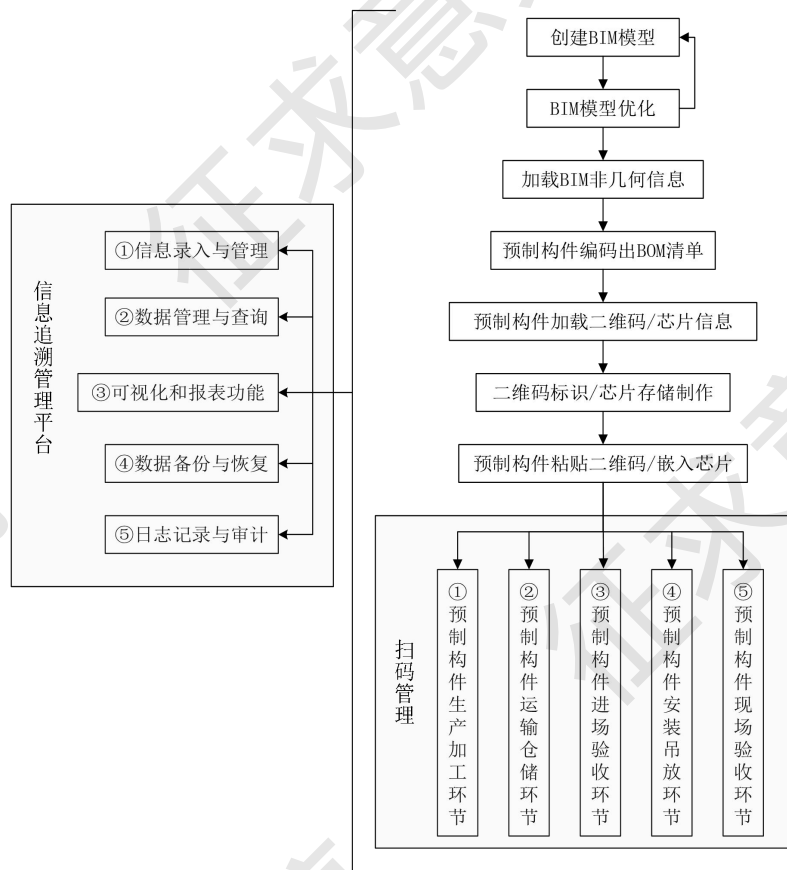 创建BIM模型
BIM模型优化
加载BIM非几何信息
预制构件编码出BOM清单
预制构件加载二维码/芯片信息
二维码标识/芯片存储制作
预制构件粘贴二维码/嵌入芯片
信息追溯管理平台
①信息录入与管理
②数据管理与查询
③可视化和报表功能
④数据备份与恢复
⑤日志记录与审计
扫码管理
①预制构件生产加工环节
②预制构件运输仓储环节
③预制构件进场验收环节
④预制构件安装吊放环节
⑤预制构件现场验收环节
征求意
征求意